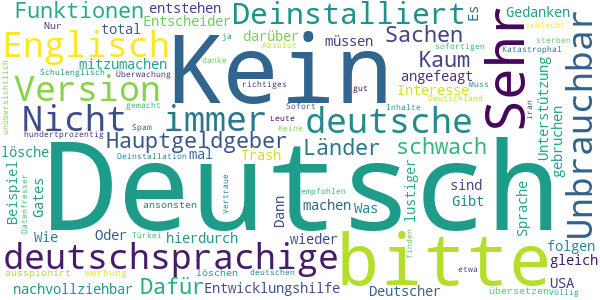 Funktionen
entstehen
Entscheider
Deinstalliert
Es
Gedanken
schlecht
Nur
total
darüber
ja
Absolut
müssen
Sachen
sofortigen
Katastrophal
sterben
unübersichtlich
Englisch
Schulenglisch
mitzumachen
Überwachung
danke
Kein
Kaum
angefeagt
Interesse
Muss
Sehr
Unterstützung
Unbrauchbar
Version
richtiges
gut
gemacht
Sofort
Inhalte
Deutschland
hundertprozentig
Spam
Leute
Keine
Iran
Nicht
immer
deutsche
gebruchen
Hauptgeldgeber
Länder
schwach
lösche
Deinstallation
mal
Trash
Beispiel
Datenfresser
Gates
ansonsten
Vertraue
Dann
empfohlen
machen
sind
Gibt
lustiger
Sprache
Deutsch
Was
Wie
Oder
Türkei
hierdurch
wieder
finden
folgen
deutschsprachige
bitte
etwa
gleich
ausspionirt
werbung
löschen
deutschen
USA
nachvollziehbar
Dafür
Entwicklungshilfe
Deutscher
übersetzen
Völlig